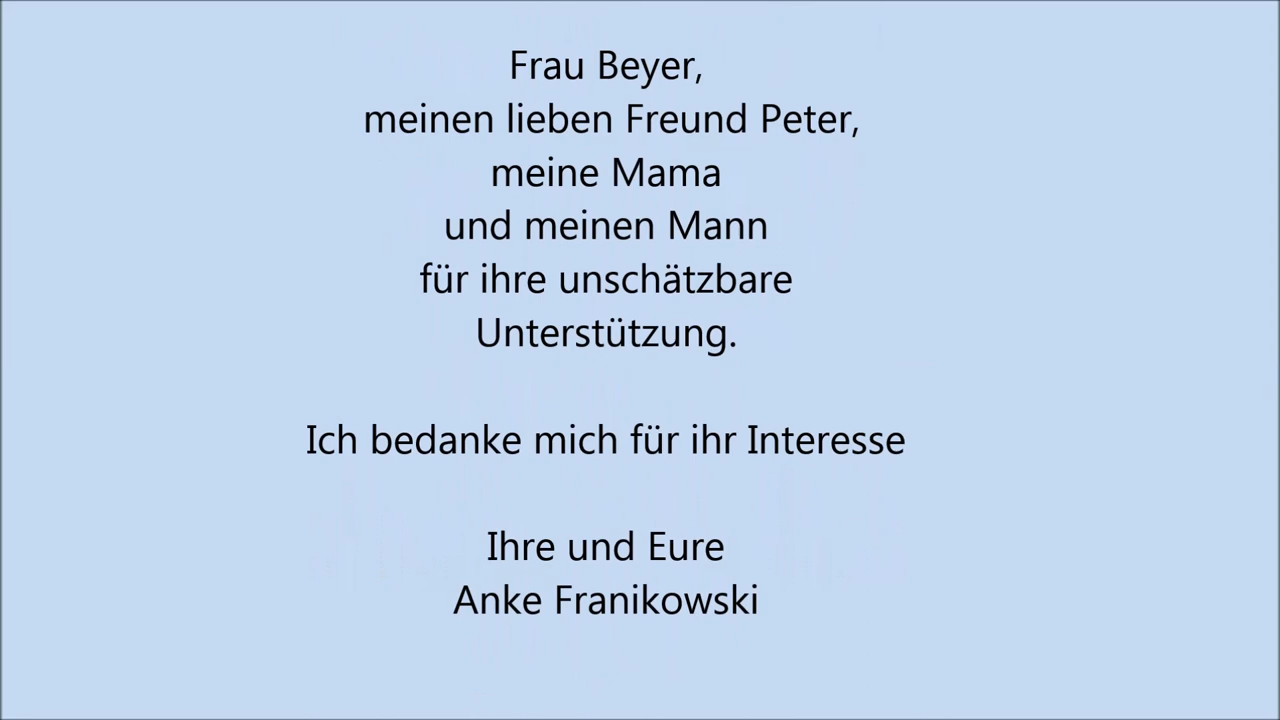 Frau Beyer,
meinen lieben Freund Peter,
meine Mama
und meinen Mann
für ihre unschätzbare
Unterstützung.
Ich bedanke mich für ihr Interesse
Ihre und Eure
Anke Franikowski